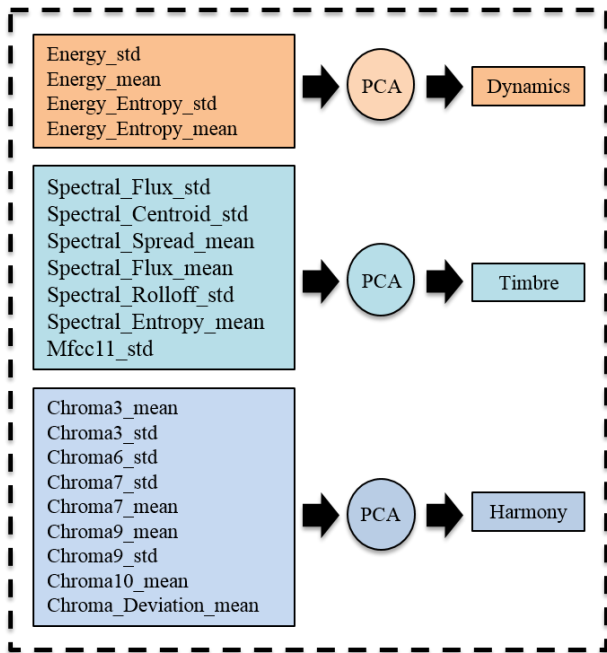 Energy_std
Energy_mean
Energy_Entropy_std
Energy_Entropy_mean
PCA
Dynamics
Spectral_Flux_std
Spectral_Centroid_std
Spectral_Spread_mean
Spectral_Flux_mean
Spectral_Rolloff_std
Spectral_Entropy_mean
Mfcc11_std
PCA
Timbre
Chroma3_mean
Chroma3_std
Chroma6_std
Chroma7_std
Chroma7_mean
Chroma9_mean
Chroma9_std
Chroma10_mean
Chroma_Deviation_mean
PCA
Harmony